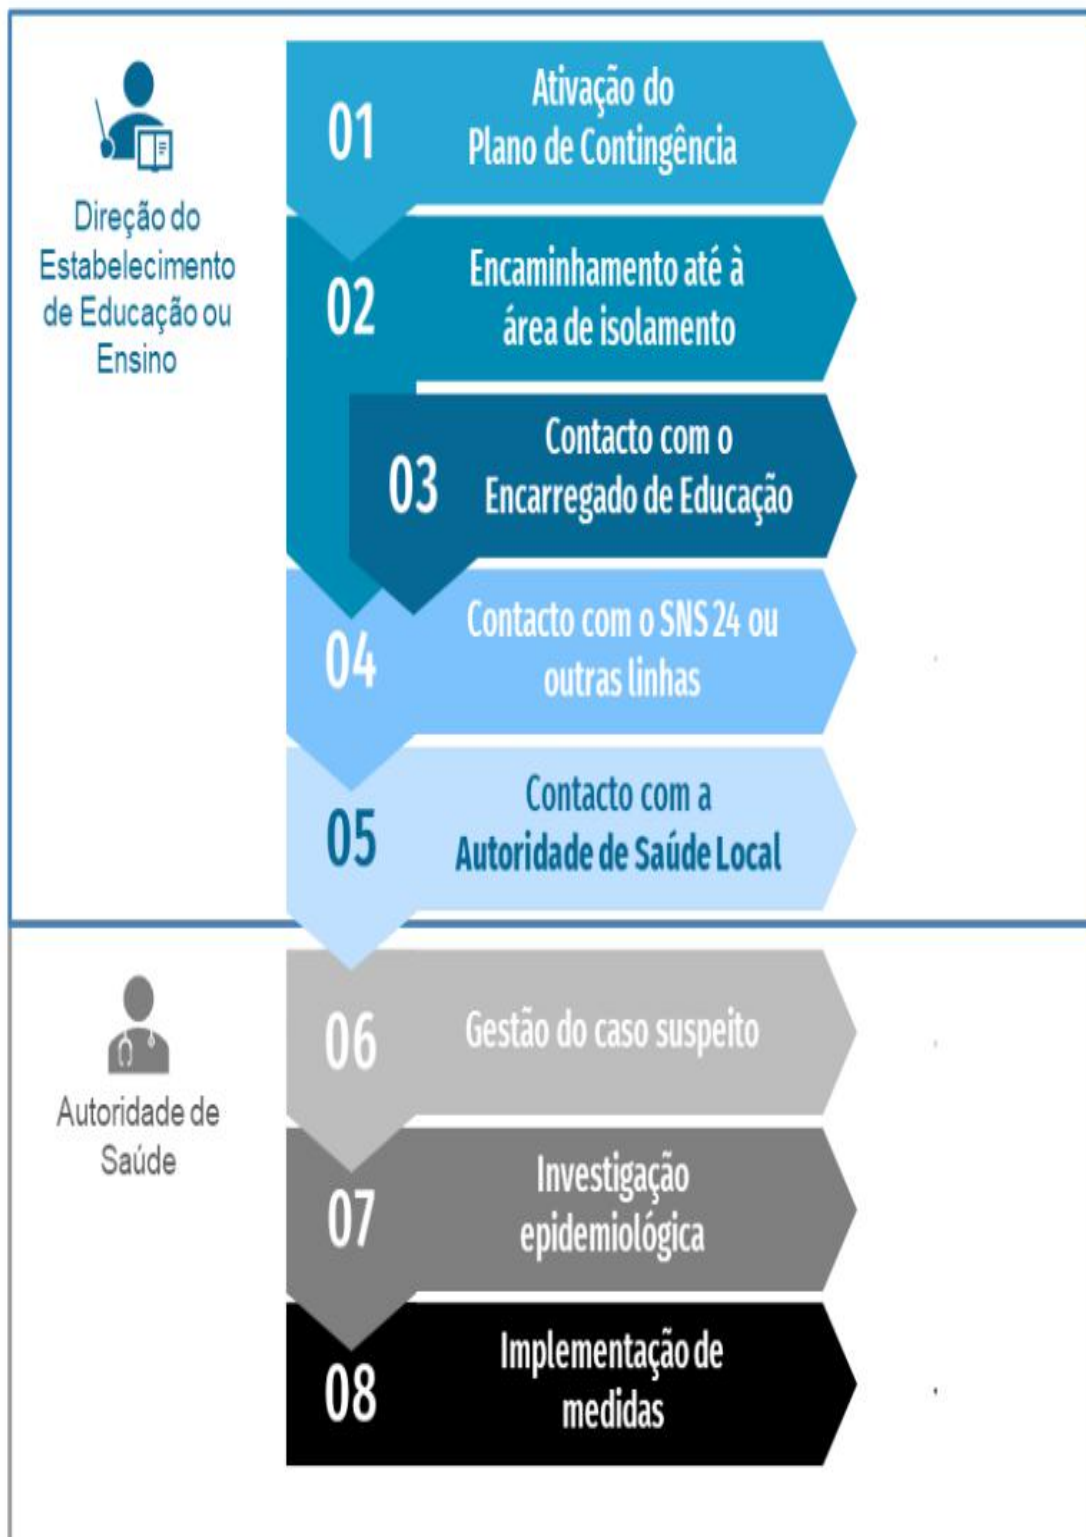 Direção do
Estabelecimento
de Educação ou
Ensino
01
Ativação do
Plano de Contingência
02
Encaminhamento até à
área de isolamento
03
Contacto com o
Encarregado de Educação
04
Contacto com o SNS 24 ou
outras linhas
05
Contacto com a
Autoridade de Saúde Local
Autoridade de
Saúde
06
Gestão do caso suspeito
07
Investigação
epidemiológica
08
Implementação de
medidas